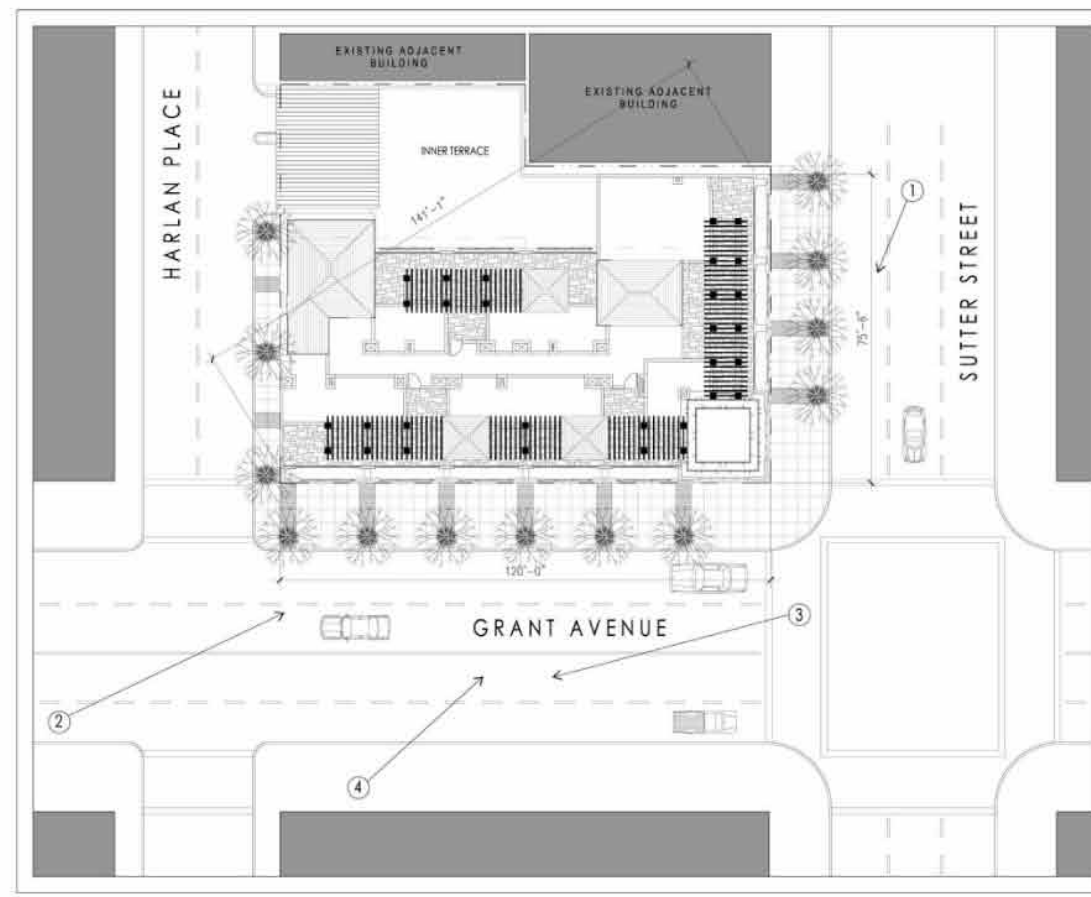 EXISTING ADJACENT
BUILDING
EXISTING ADJACENT
BUILDING
HARLAN PLACE
INNER TERRACE
141'-1"
1
SUTTER STREET
75'-6"
120'-0"
GRANT AVENUE
3
2
4